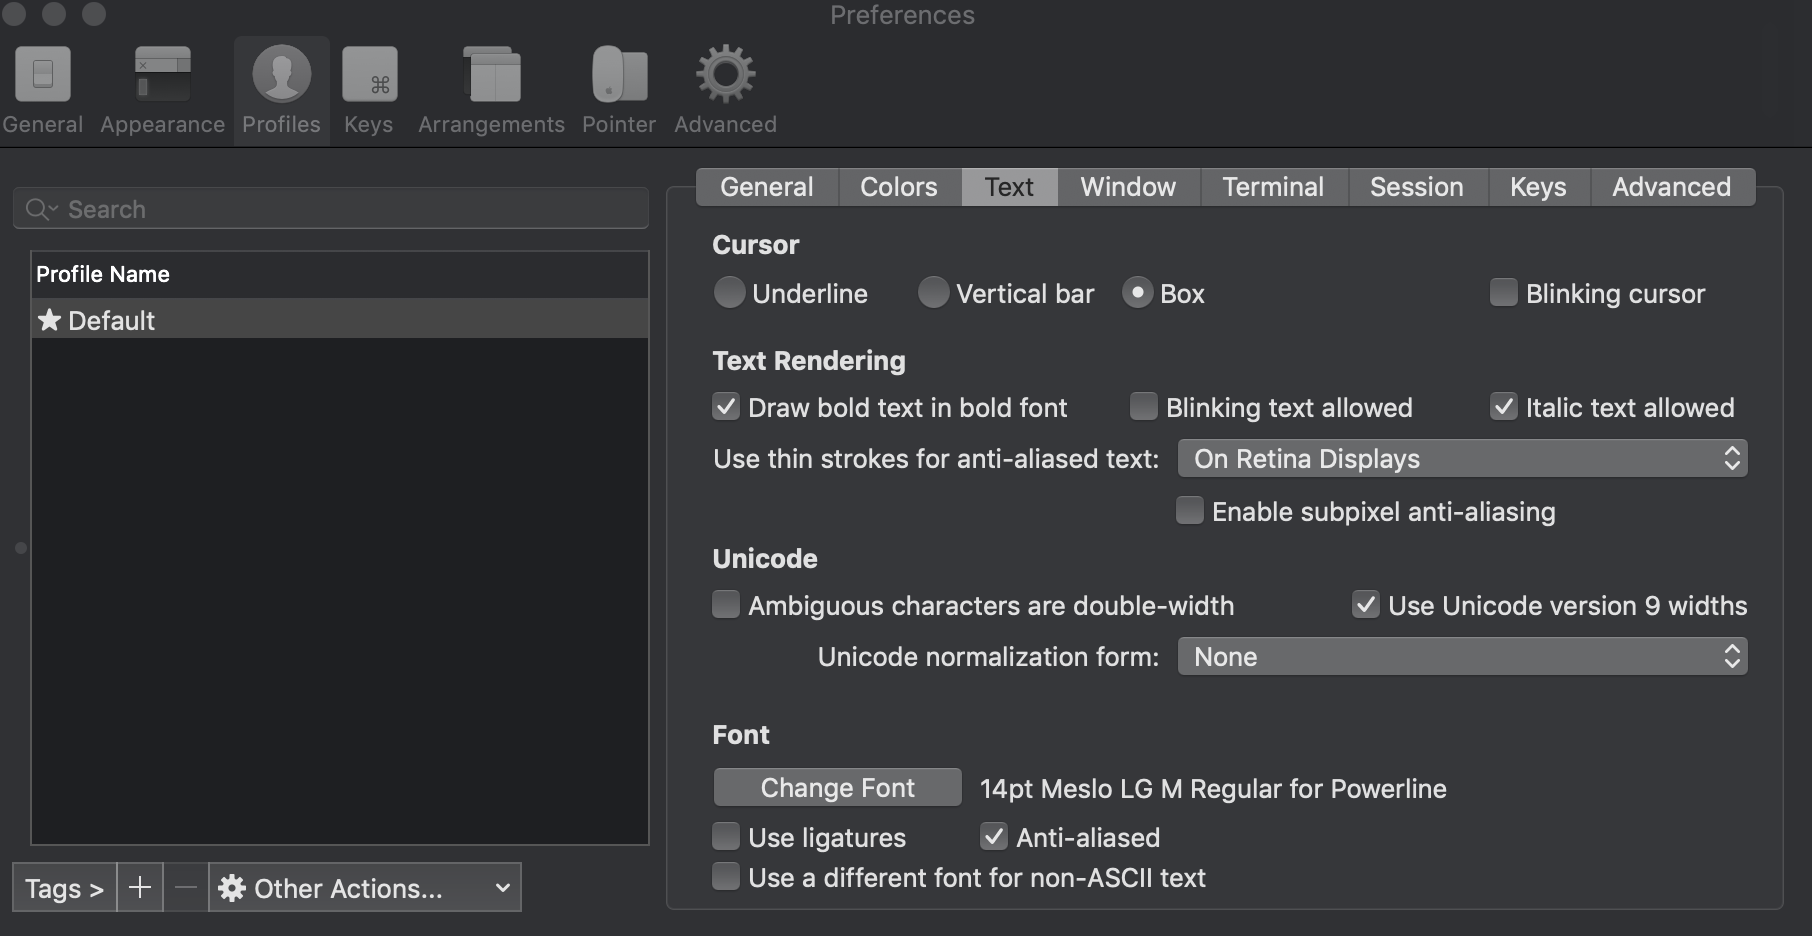 Preferences
General Appearance Profiles Keys Arrangements Pointer Advanced
Search
Profile Name
Default
Tags > + − Other Actions...
General Colors Text Window Terminal Session Keys Advanced
Cursor
Underline Vertical bar Box Blinking cursor
Text Rendering
Draw bold text in bold font Blinking text allowed Italic text allowed
Use thin strokes for anti-aliased text: On Retina Displays
Enable subpixel anti-aliasing
Unicode
Ambiguous characters are double-width Use Unicode version 9 widths
Unicode normalization form: None
Font
Change Font 14pt Meslo LG M Regular for Powerline
Use ligatures Anti-aliased
Use a different font for non-ASCII text